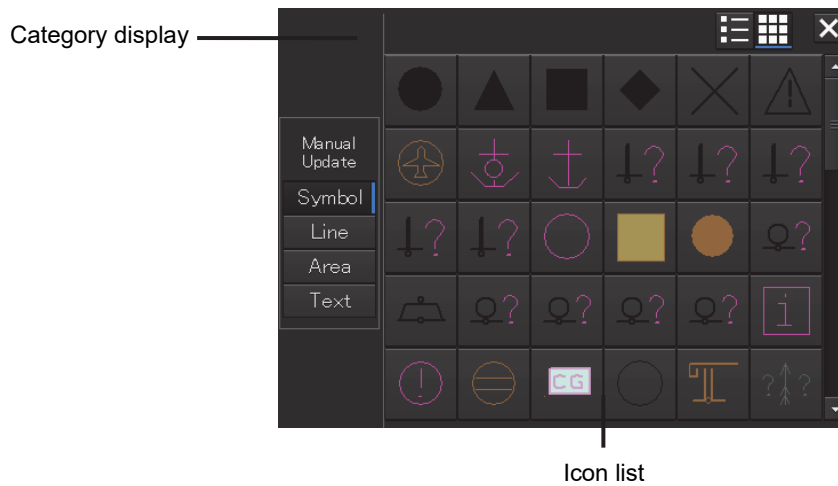 Category display
Manual
Update
Symbol
Line
Area
Text
? ? ?
? ? ?
? ? ? ? i
! CG ? ?
Icon list